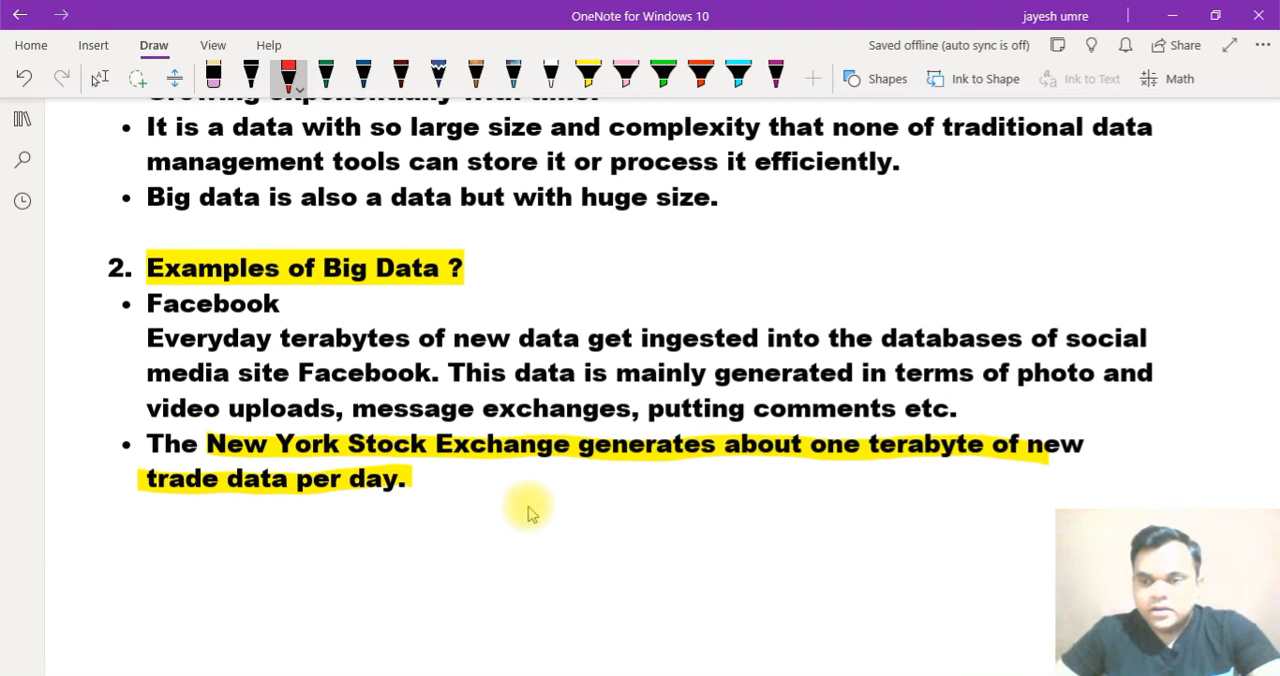 OneNote for Windows 10
jayesh umre
Home Insert Draw View Help
Saved offline (auto sync is off) Share
Shapes Ink to Shape Ink to Text Math
Growing exponentially with time.
• It is a data with so large size and complexity that none of traditional data
management tools can store it or process it efficiently.
• Big data is also a data but with huge size.
2. Examples of Big Data ?
• Facebook
Everyday terabytes of new data get ingested into the databases of social
media site Facebook. This data is mainly generated in terms of photo and
video uploads, message exchanges, putting comments etc.
• The New York Stock Exchange generates about one terabyte of new
trade data per day.